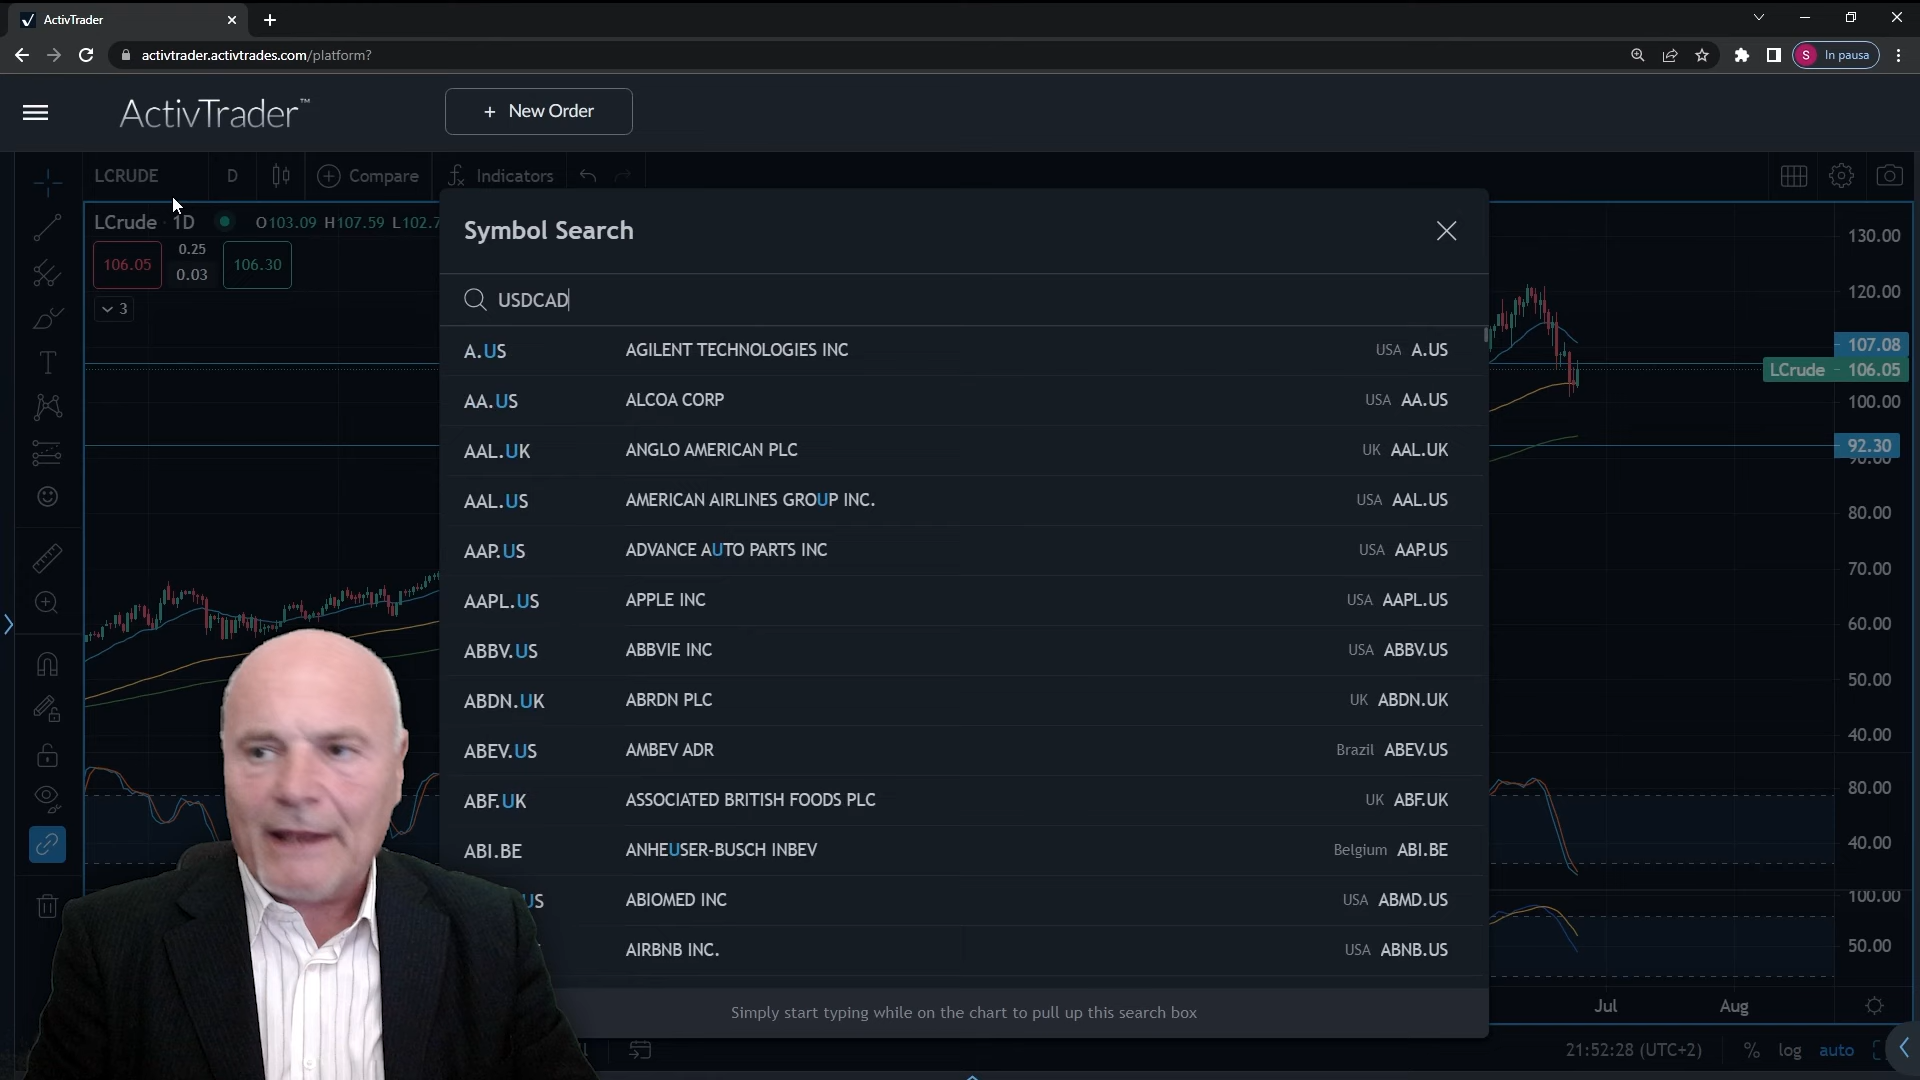 ActivTrader
activtrader.activtrades.com/platform?
S In pausa
ActivTrader™
+ New Order
LCRUDE D Compare Indicators
LCrude · 1D O103.09 H107.59 L102.7
106.05 0.25 0.03 106.30
3
Symbol Search
USDCAD
A.US AGILENT TECHNOLOGIES INC USA A.US
AA.US ALCOA CORP USA AA.US
AAL.UK ANGLO AMERICAN PLC UK AAL.UK
AAL.US AMERICAN AIRLINES GROUP INC. USA AAL.US
AAP.US ADVANCE AUTO PARTS INC USA AAP.US
AAPL.US APPLE INC USA AAPL.US
ABBV.US ABBVIE INC USA ABBV.US
ABDN.UK ABRDN PLC UK ABDN.UK
ABEV.US AMBEV ADR Brazil ABEV.US
ABF.UK ASSOCIATED BRITISH FOODS PLC UK ABF.UK
ABI.BE ANHEUSER-BUSCH INBEV Belgium ABI.BE
US ABIOMED INC USA ABMD.US
AIRBNB INC. USA ABNB.US
Simply start typing while on the chart to pull up this search box
130.00
120.00
107.08
LCrude 106.05
100.00
92.30
80.00
70.00
60.00
50.00
40.00
80.00
40.00
100.00
50.00
Jul Aug
21:52:28 (UTC+2) % log auto